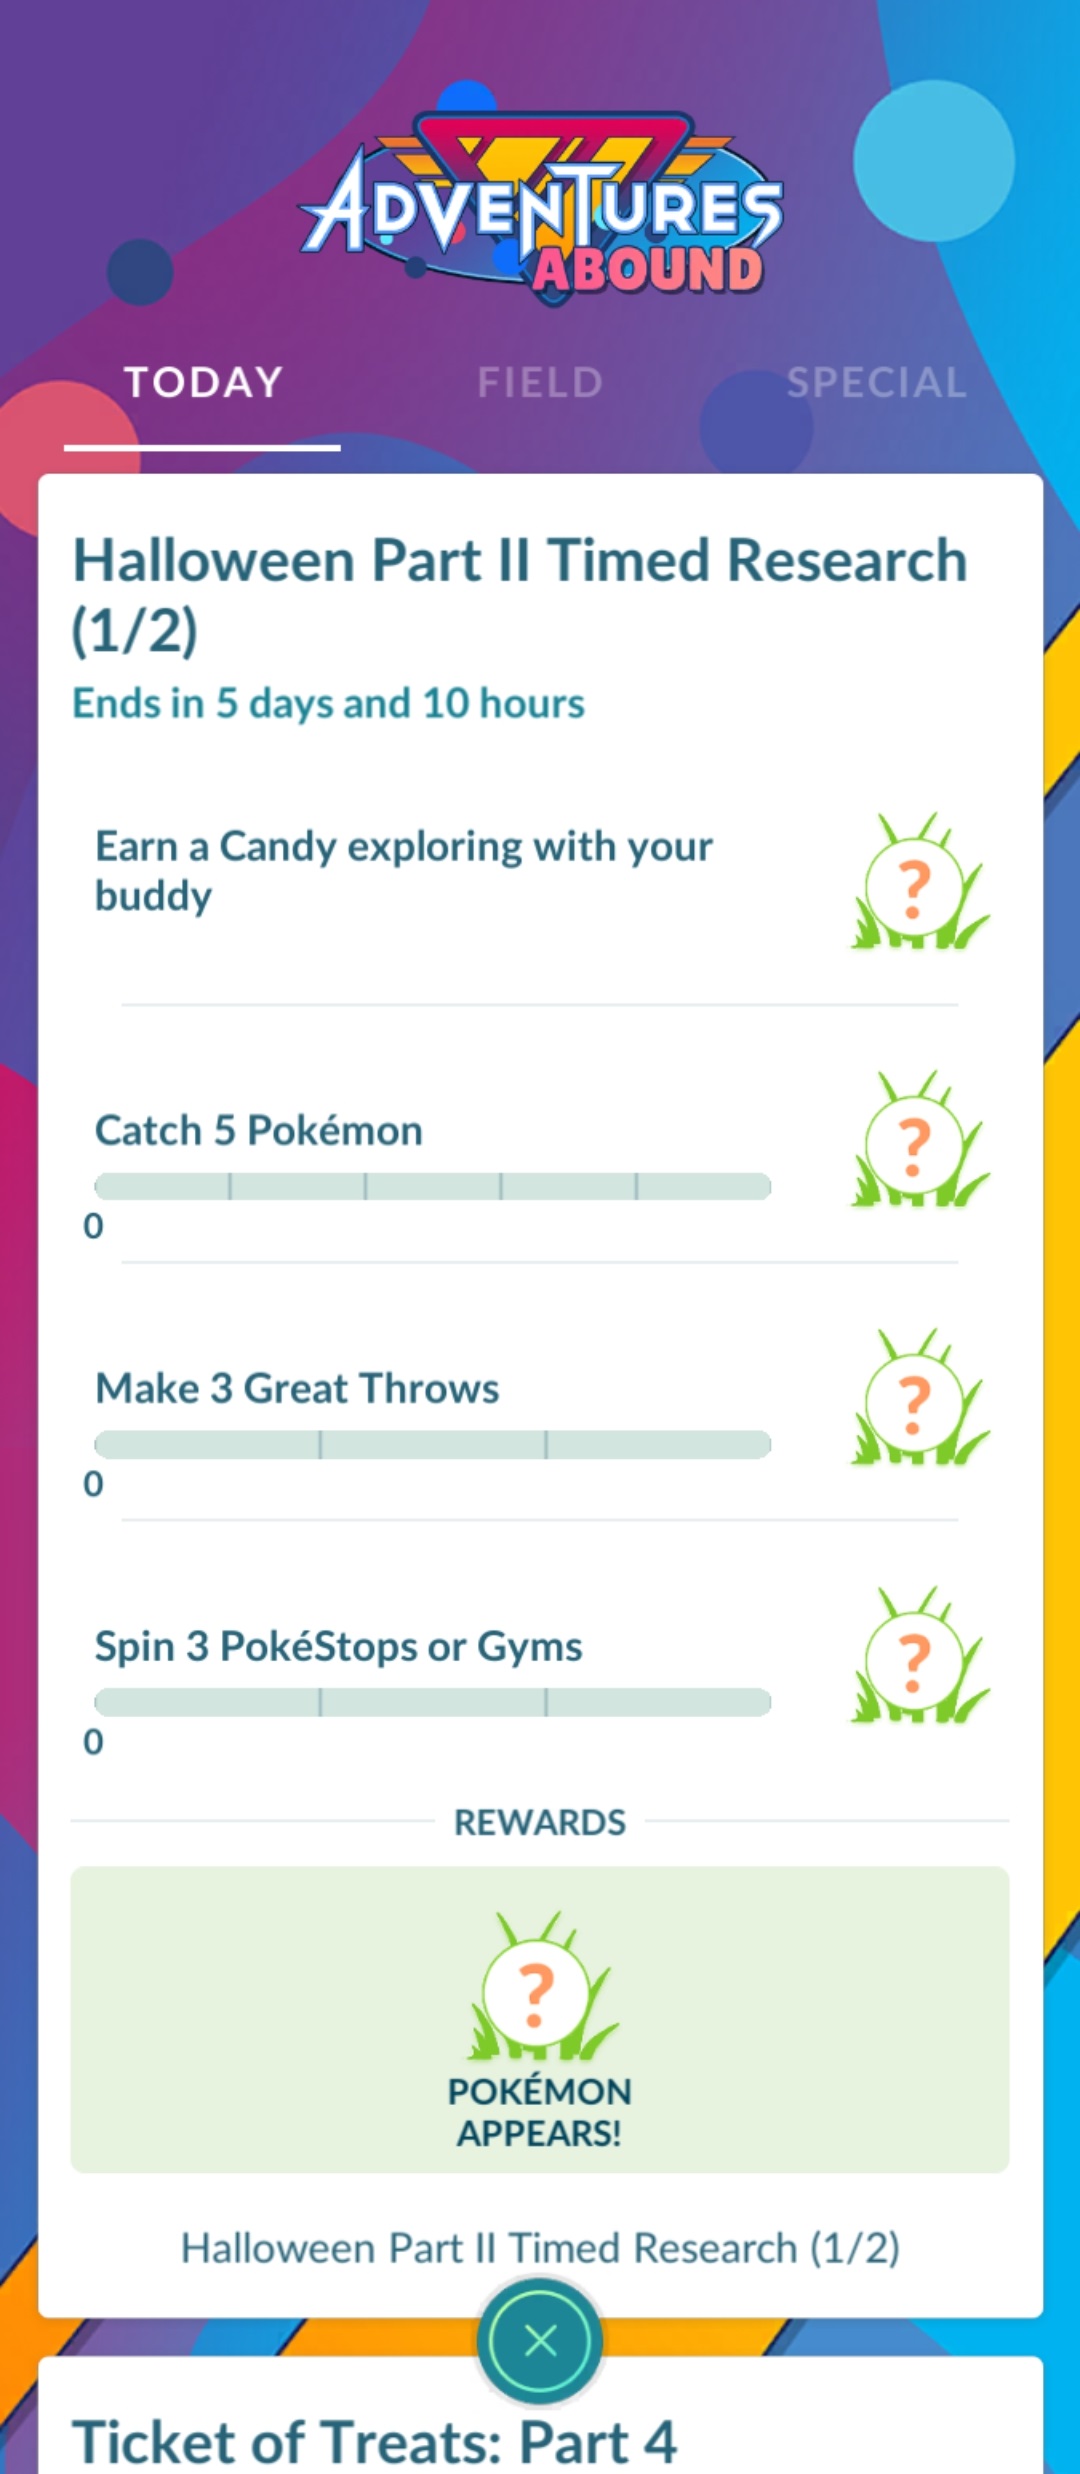 ADVENTURES
ABOUND
TODAY
FIELD
SPECIAL
Halloween Part II Timed Research
(1/2)
Ends in 5 days and 10 hours
Earn a Candy exploring with your
buddy
?
Catch 5 Pokémon
?
0
Make 3 Great Throws
?
0
Spin 3 PokéStops or Gyms
?
0
REWARDS
?
POKÉMON
APPEARS!
Halloween Part II Timed Research (1/2)
Ticket of Treats: Part 4